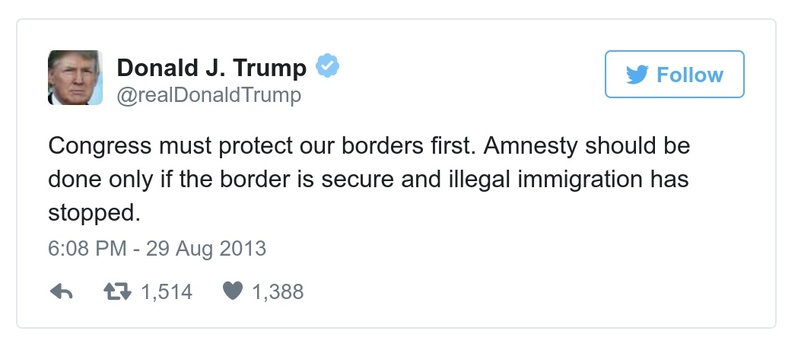 Donald J. Trump
@realDonaldTrump
Follow
Congress must protect our borders first. Amnesty should be
done only if the border is secure and illegal immigration has
stopped.
6:08 PM - 29 Aug 2013
1,514 1,388